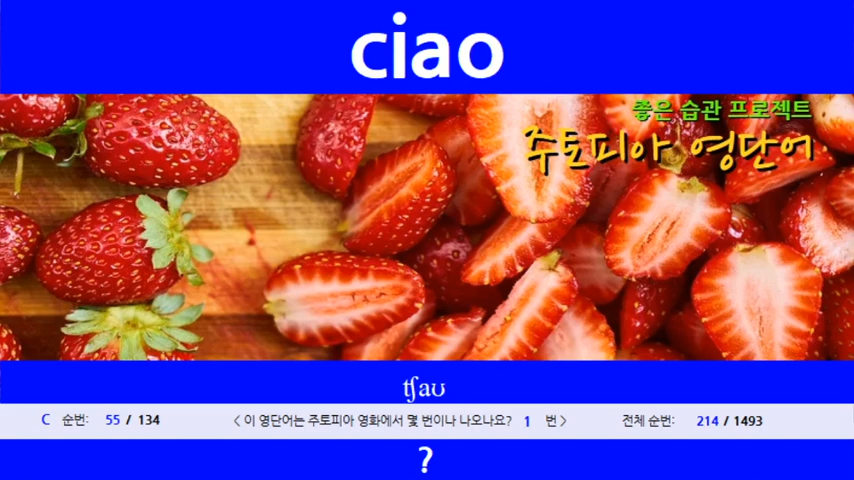 ciao
좋은 습관 프로젝트
주토피아 영단어
tʃaʊ
C 순번: 55 / 134 < 이 영단어는 주토피아 영화에서 몇 번이나 나오나요? 1 번 > 전체 순번: 214 / 1493
?